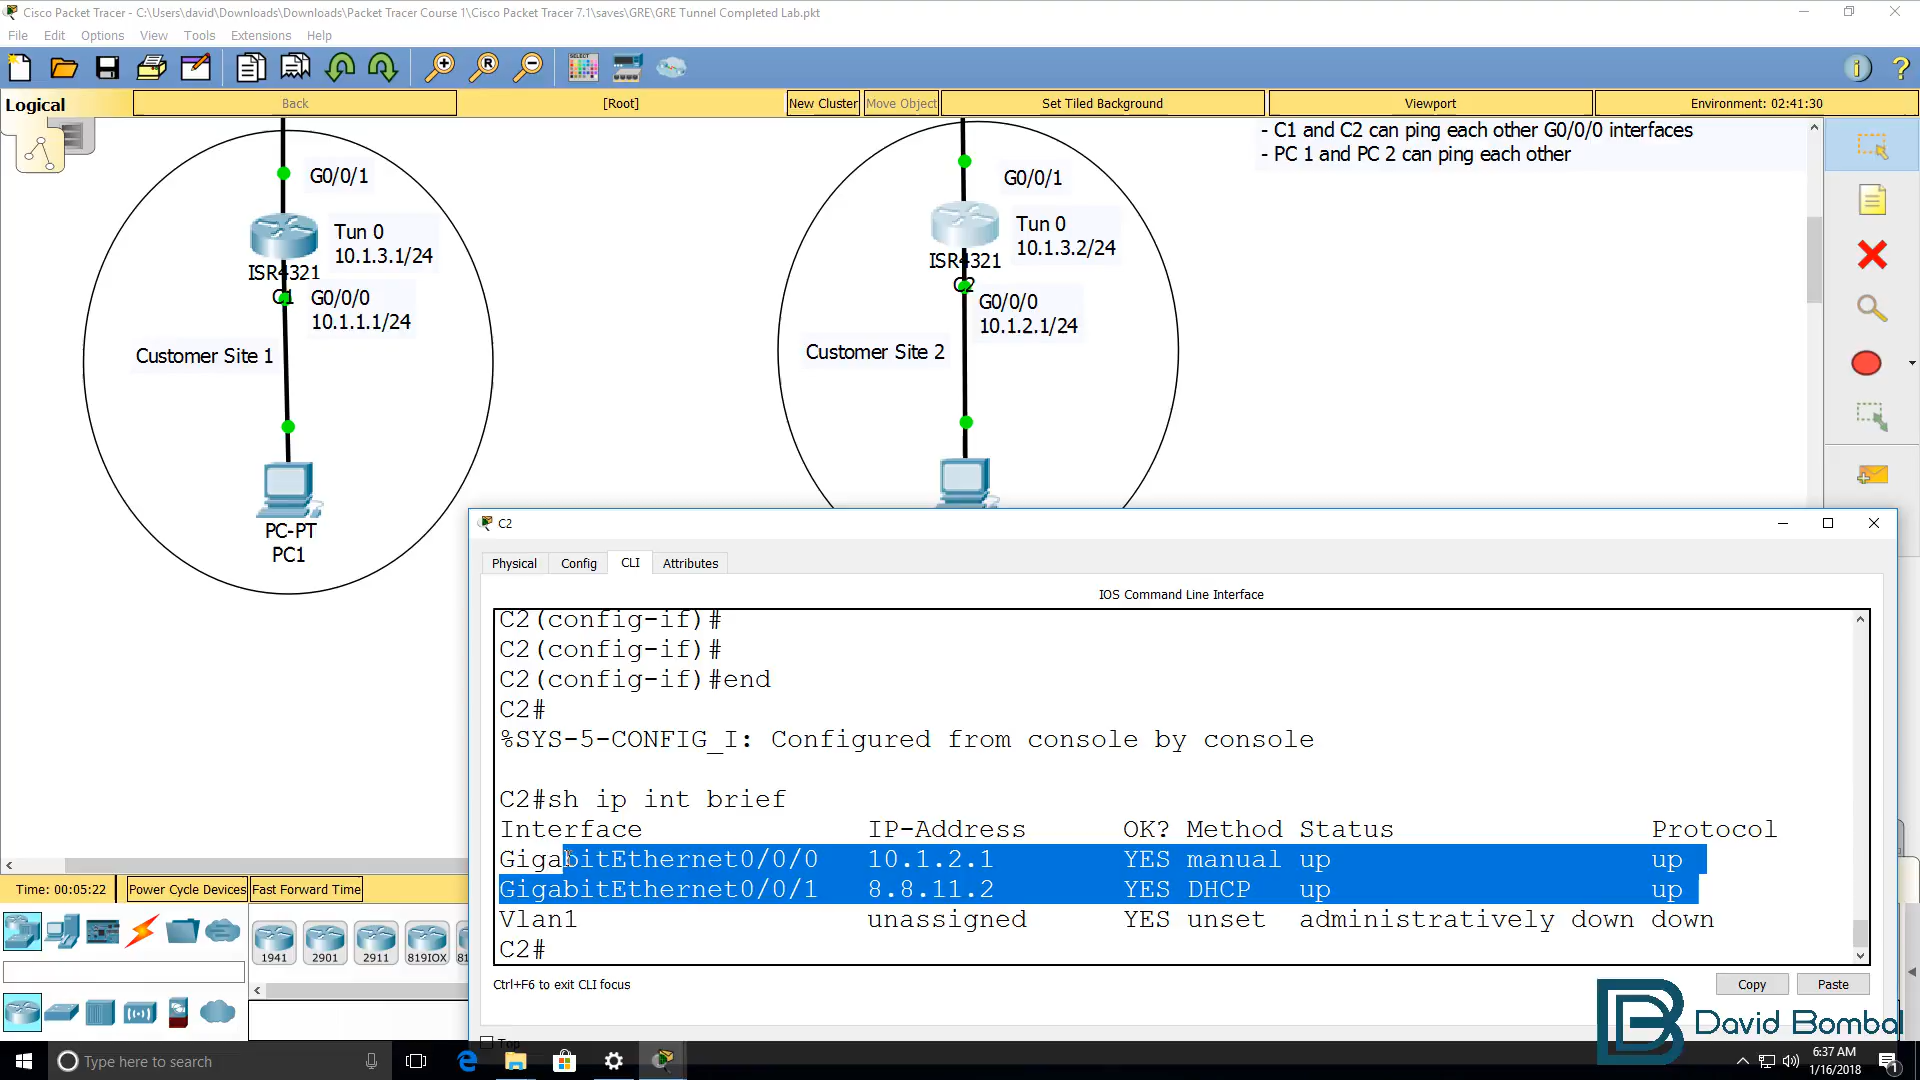 Cisco Packet Tracer - C:\Users\david\Downloads\Downloads\Packet Tracer Course 1\Cisco Packet Tracer 7.1\saves\GRE\GRE Tunnel Completed Lab.pkt
File Edit Options View Tools Extensions Help
Logical
Back
[Root]
New Cluster
Move Object
Set Tiled Background
Viewport
Environment: 02:41:30
- C1 and C2 can ping each other G0/0/0 interfaces
- PC 1 and PC 2 can ping each other
G0/0/1
Tun 0
10.1.3.1/24
ISR4321
C1
G0/0/0
10.1.1.1/24
Customer Site 1
PC-PT
PC1
G0/0/1
Tun 0
10.1.3.2/24
ISR4321
C2
G0/0/0
10.1.2.1/24
Customer Site 2
C2
Physical Config CLI Attributes
IOS Command Line Interface
C2(config-if)#
C2(config-if)#
C2(config-if)#end
C2#
%SYS-5-CONFIG_I: Configured from console by console
C2#sh ip int brief
Interface IP-Address OK? Method Status Protocol
GigabitEthernet0/0/0 10.1.2.1 YES manual up up
GigabitEthernet0/0/1 8.8.11.2 YES DHCP up up
Vlan1 unassigned YES unset administratively down down
C2#
Ctrl+F6 to exit CLI focus
Copy
Paste
Top
Time: 00:05:22
Power Cycle Devices
Fast Forward Time
1941
2901
2911
819IOX
David Bombal
Type here to search
6:37 AM
1/16/2018